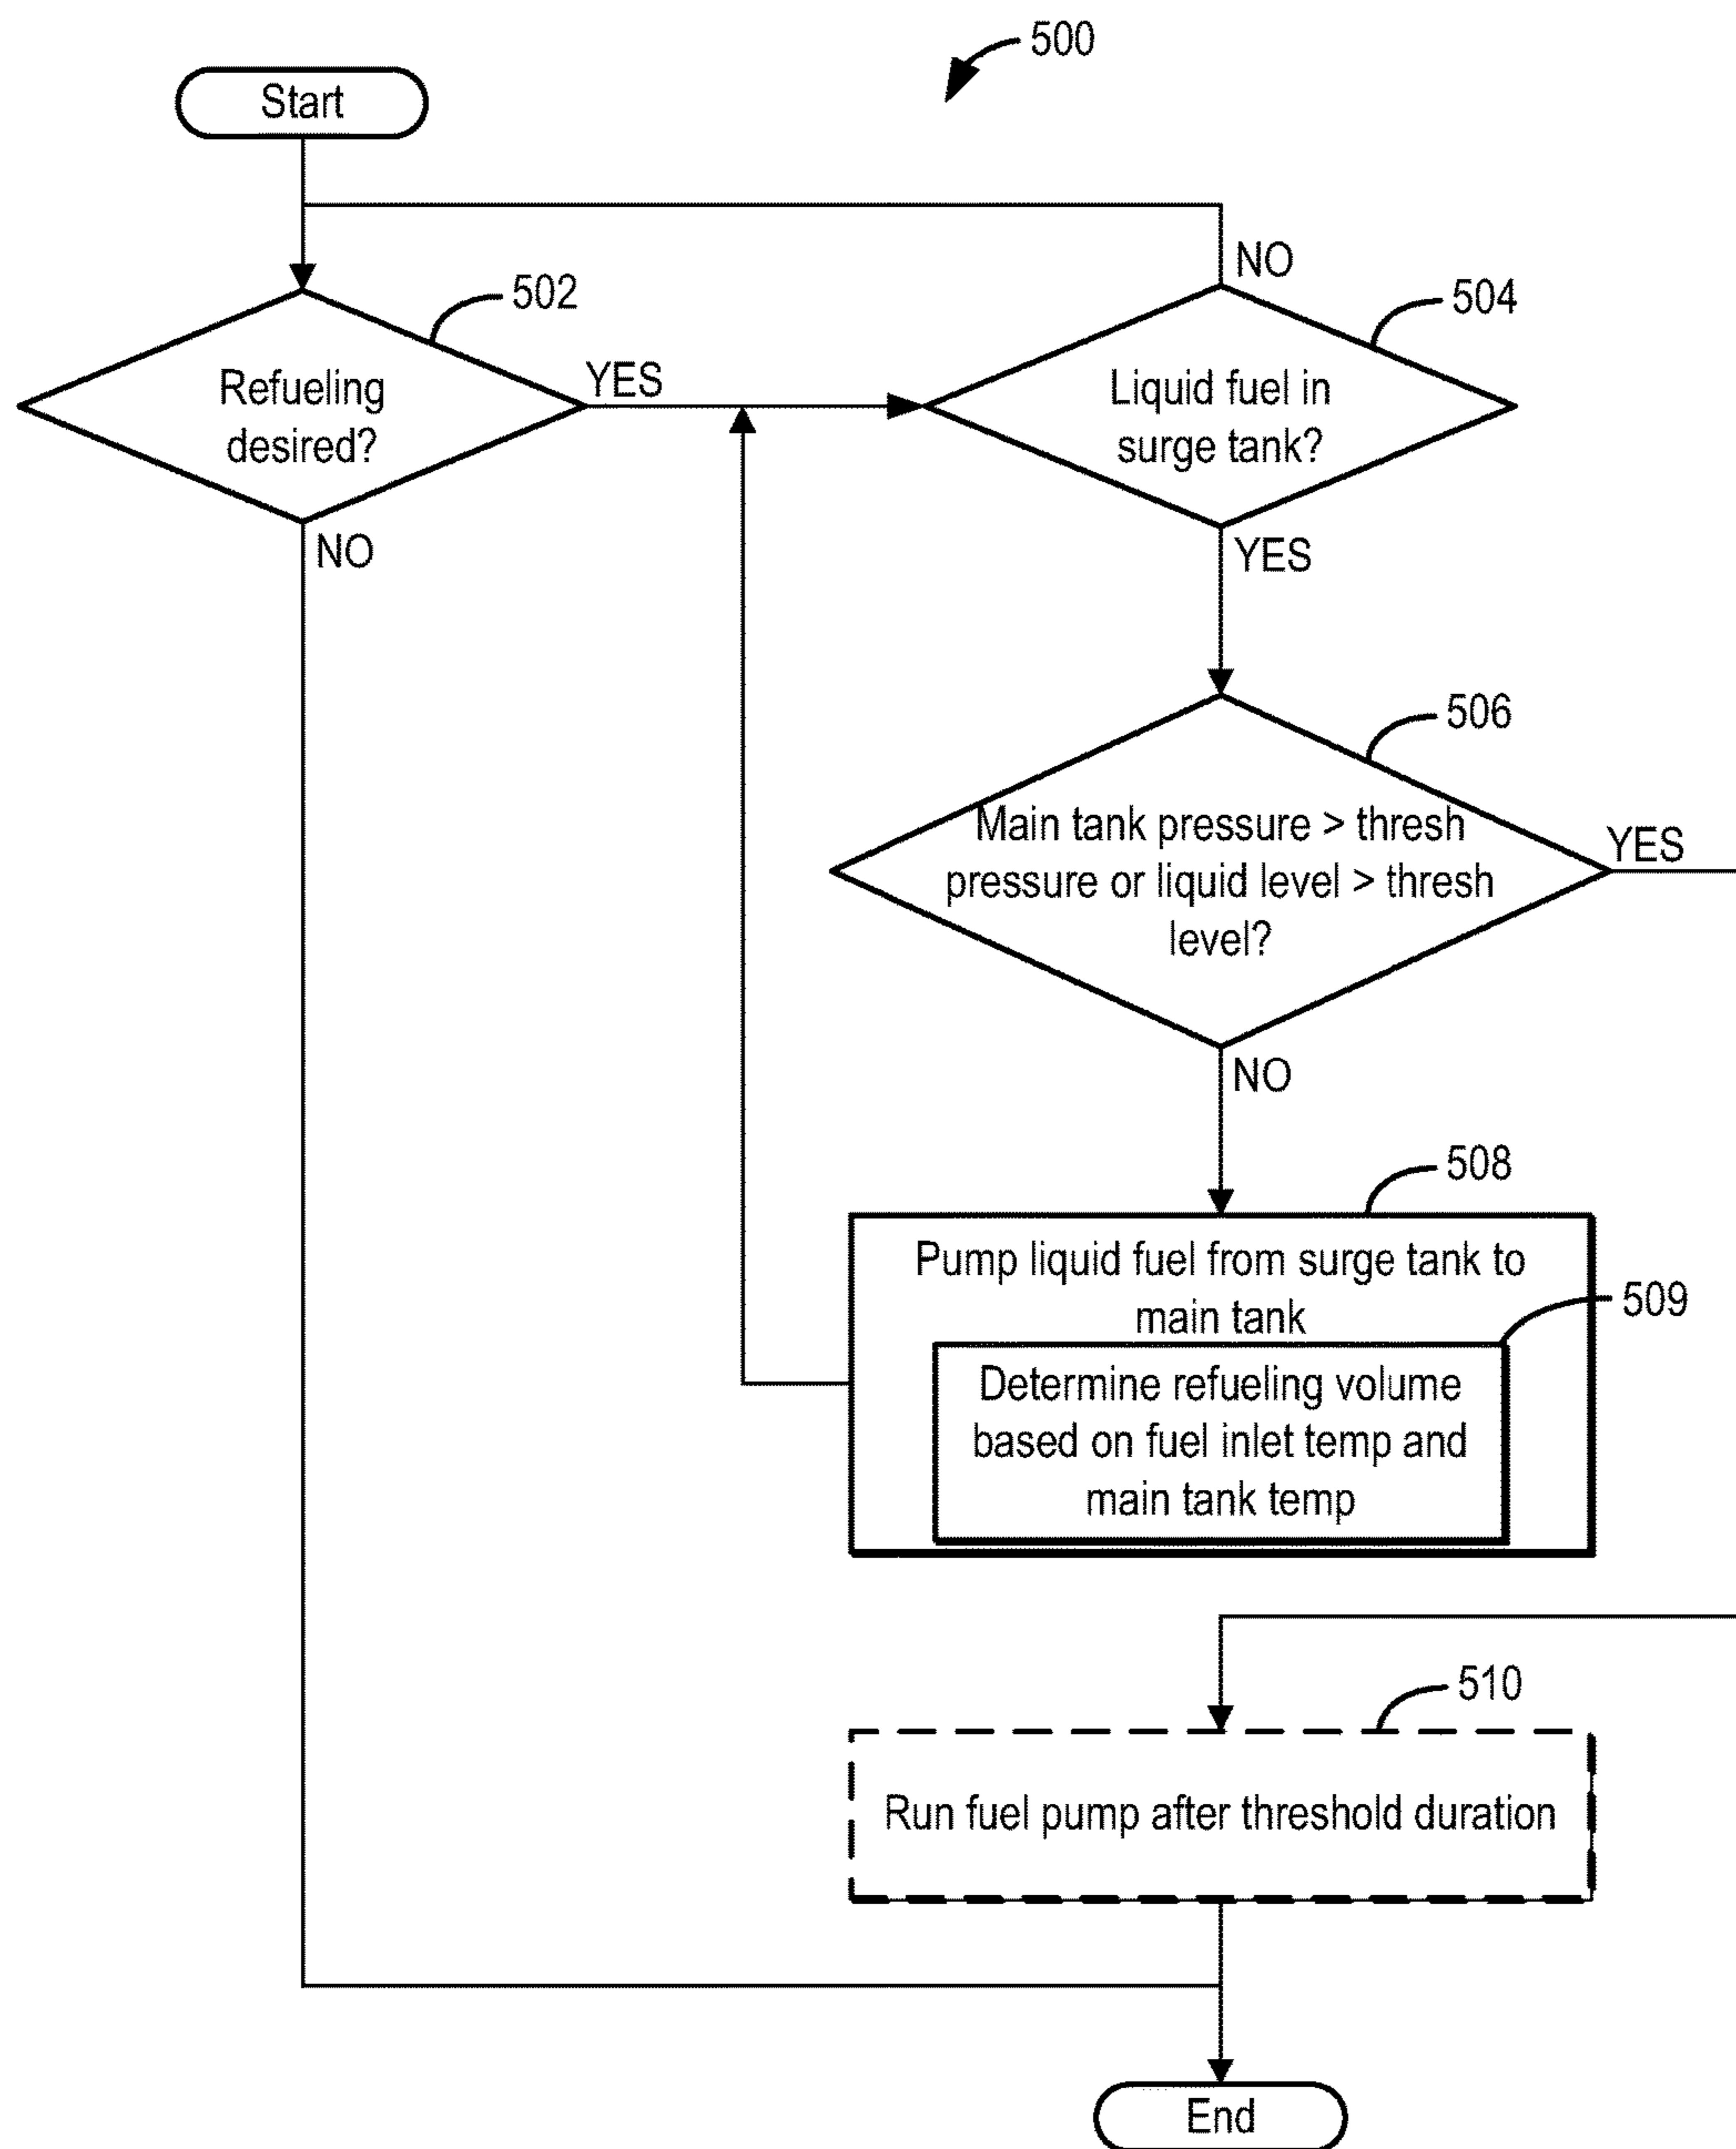 500
Start
NO
502
504
Refueling
desired?
YES
Liquid fuel in
surge tank?
NO
YES
506
Main tank pressure > thresh
pressure or liquid level > thresh
level?
YES
NO
508
Pump liquid fuel from surge tank to
main tank
509
Determine refueling volume
based on fuel inlet temp and
main tank temp
510
Run fuel pump after threshold duration
End